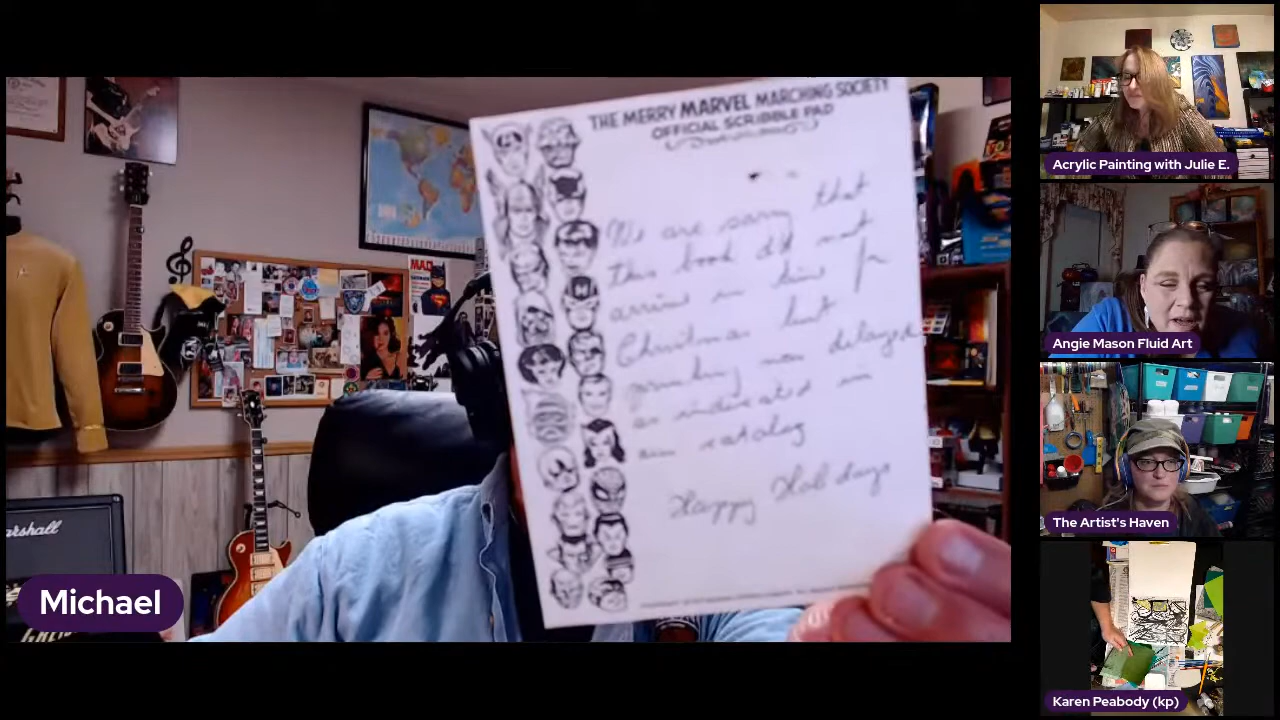 THE MERRY MARVEL MARCHING SOCIETY
OFFICIAL SCRIBBLE PAD
We are sorry that
this book did not
arrive in time for
Christmas but
printing was delayed
as indicated in
our catalog
Happy Holidays
MAD
Marshall
Michael
Acrylic Painting with Julie E.
Angie Mason Fluid Art
The Artist's Haven
Karen Peabody (kp)